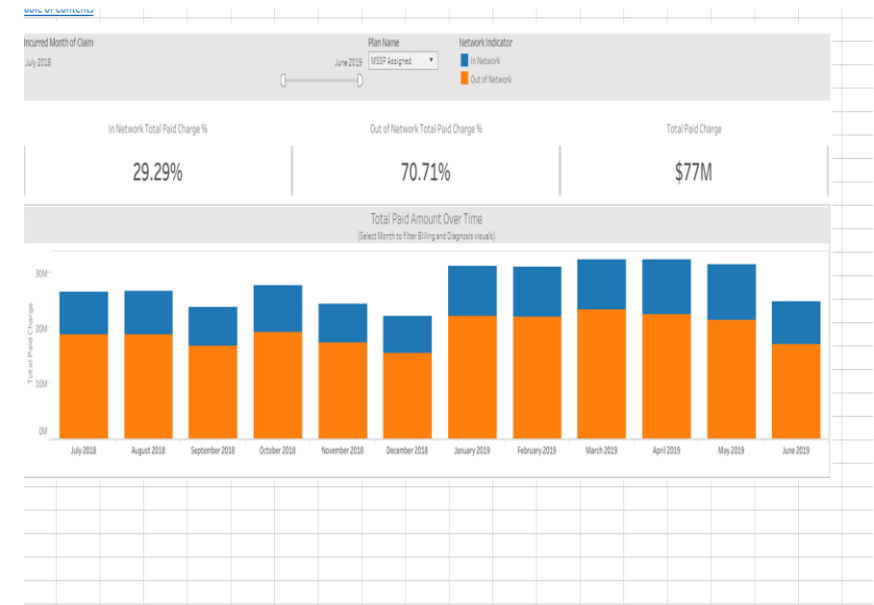 Table of Contents
Incurred Month of Claim
Plan Name
Network Indicator
July 2018
June 2019
MSSP Assigned
In Network
Out of Network
In Network Total Paid Charge %
Out of Network Total Paid Charge %
Total Paid Charge
29.29%
70.71%
$77M
Total Paid Amount Over Time
(Select Month to filter Billing and Diagnosis visuals)
Total Paid Charge
30M
20M
10M
0M
July 2018
August 2018
September 2018
October 2018
November 2018
December 2018
January 2019
February 2019
March 2019
April 2019
May 2019
June 2019